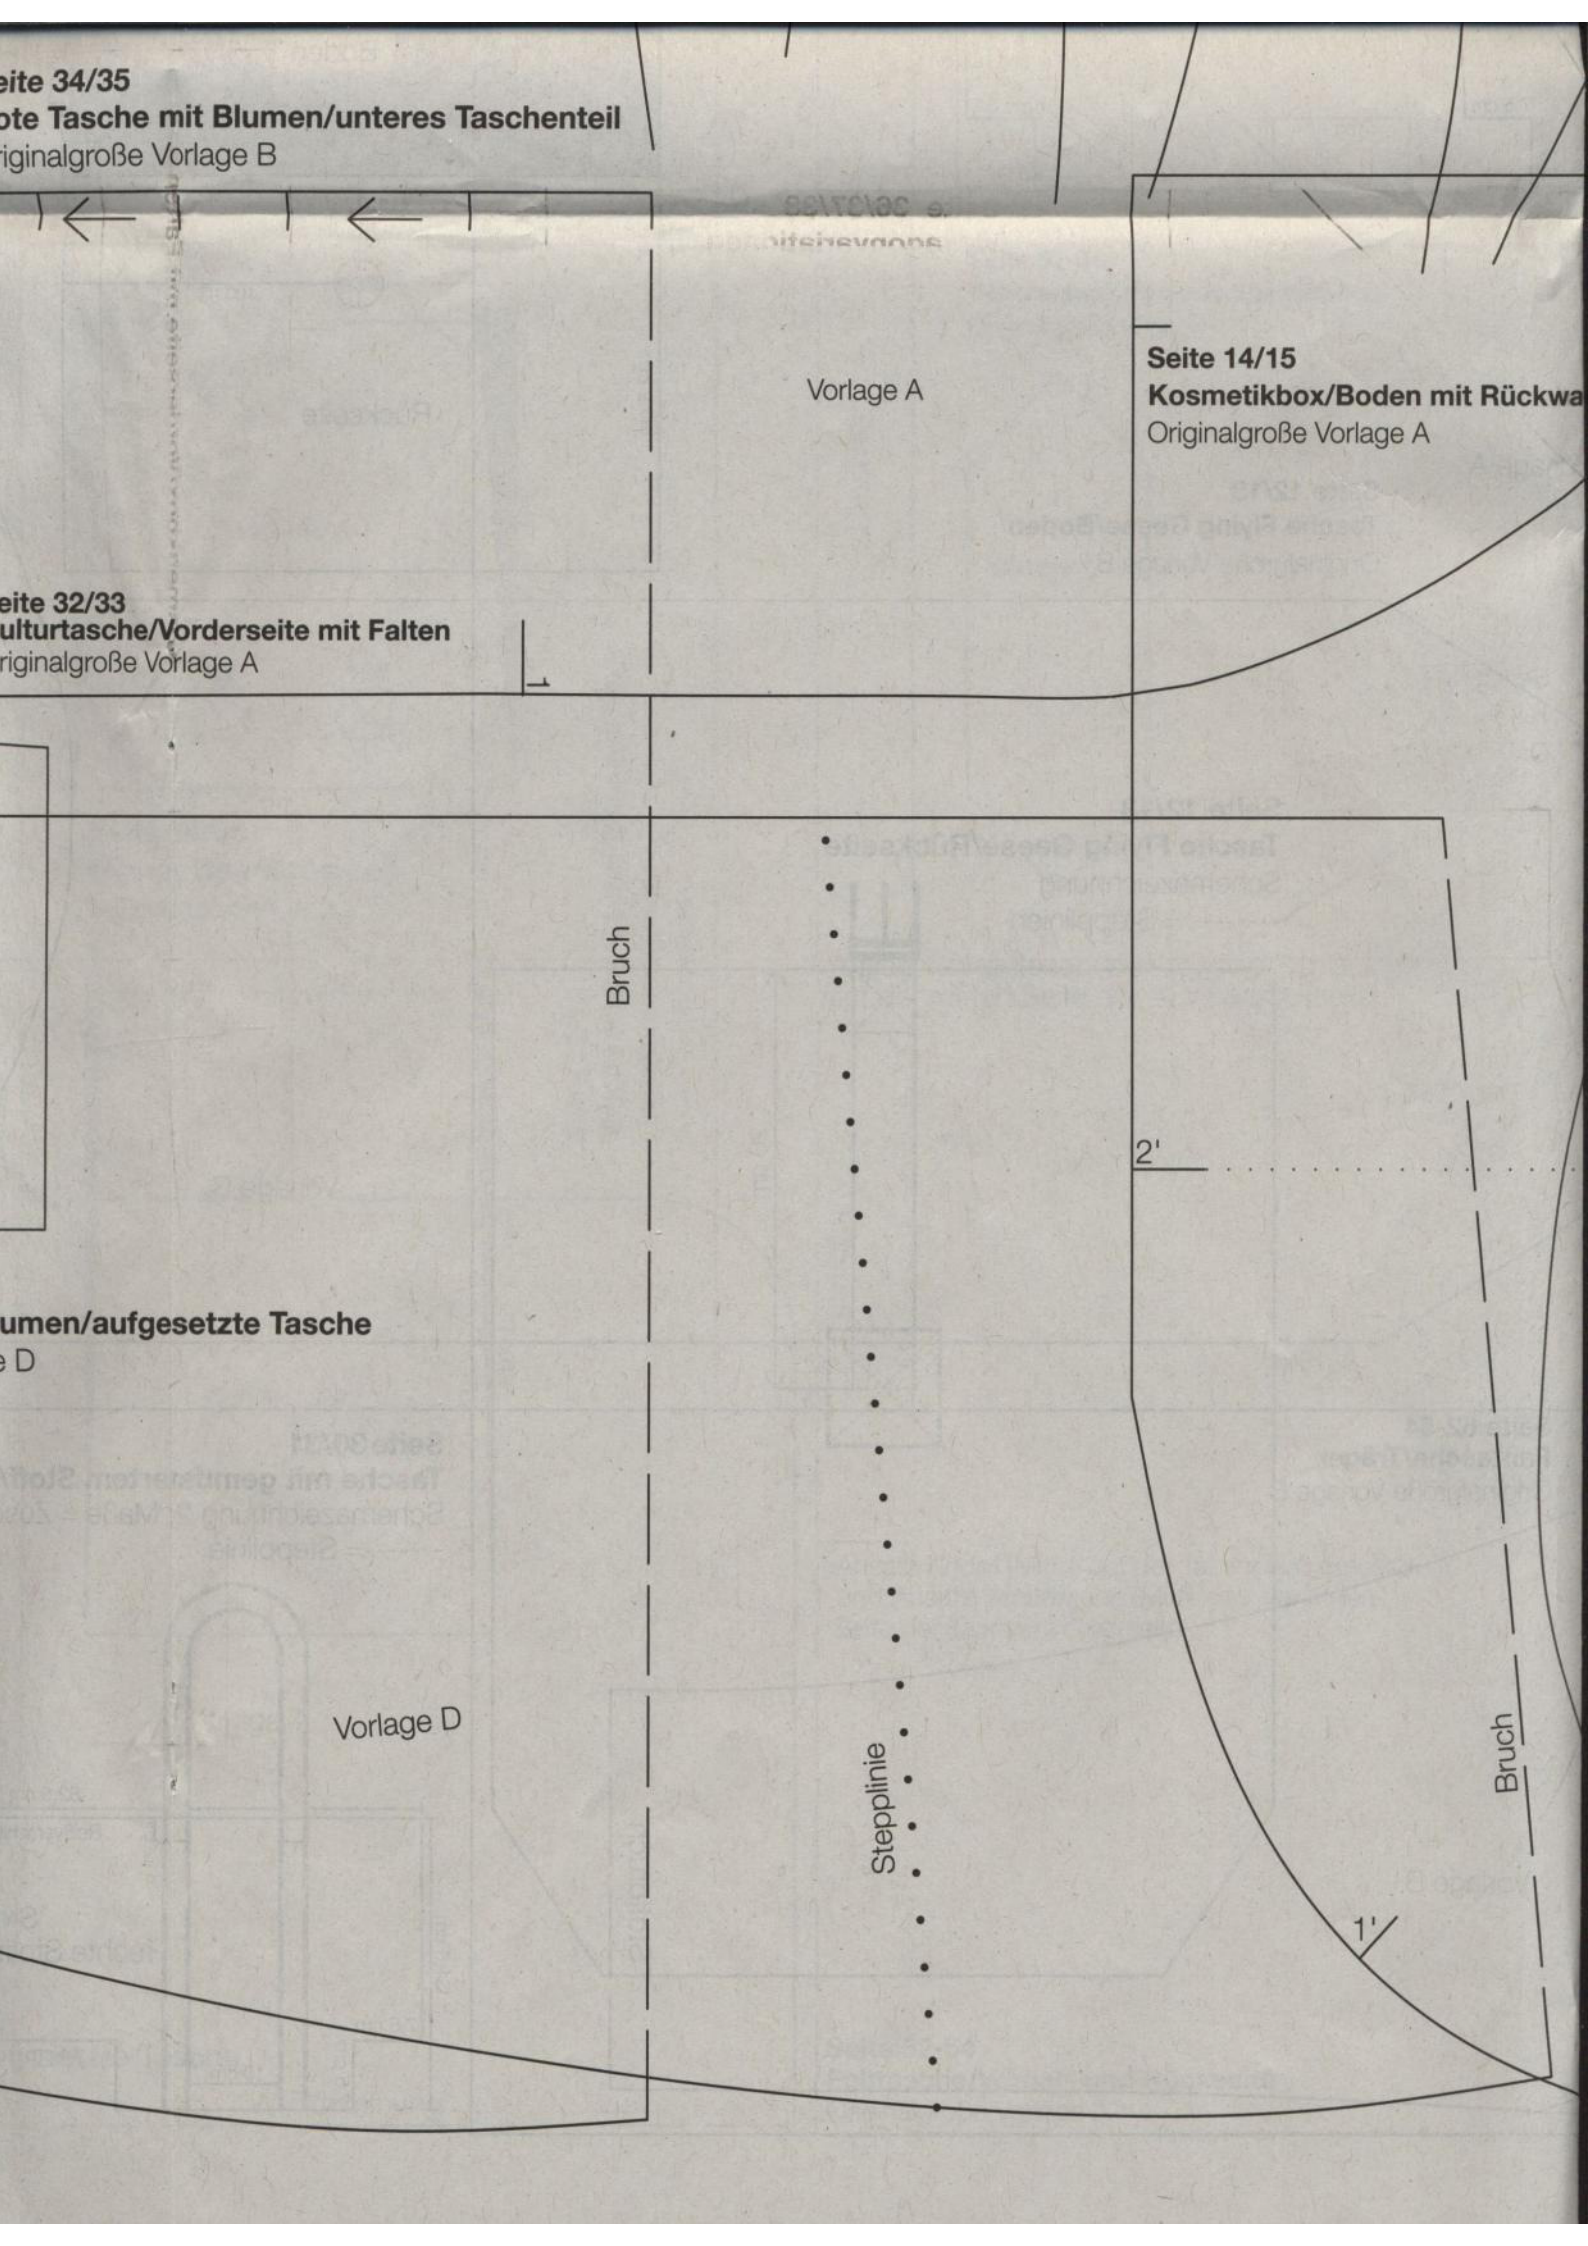 eite 34/35
ote Tasche mit Blumen/unteres Taschenteil
riginalgroße Vorlage B
Vorlage A
Seite 14/15
Kosmetikbox/Boden mit Rückwa
Originalgroße Vorlage A
eite 32/33
ulturtasche/Vorderseite mit Falten
riginalgroße Vorlage A
1
Bruch
2'
umen/aufgesetzte Tasche
e D
Vorlage D
Stepplinie
Bruch
1'